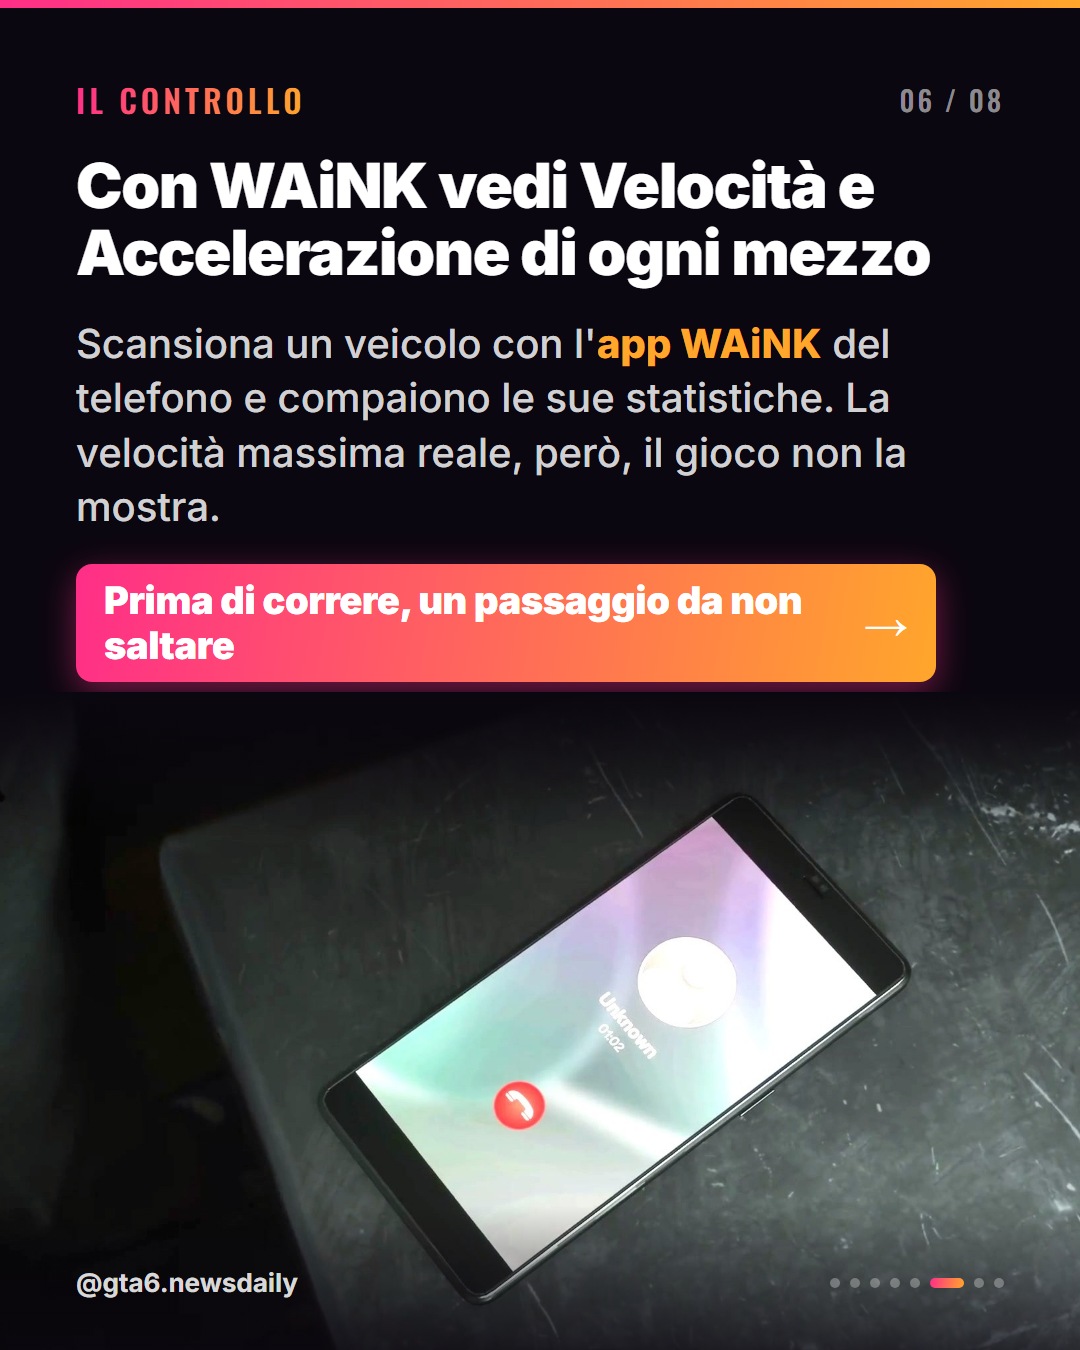 IL CONTROLLO
06 / 08
Con WAiNK vedi Velocità e
Accelerazione di ogni mezzo
Scansiona un veicolo con l'app WAiNK del
telefono e compaiono le sue statistiche. La
velocità massima reale, però, il gioco non la
mostra.
Prima di correre, un passaggio da non
saltare
→
Unknown
01:02
@gta6.newsdaily